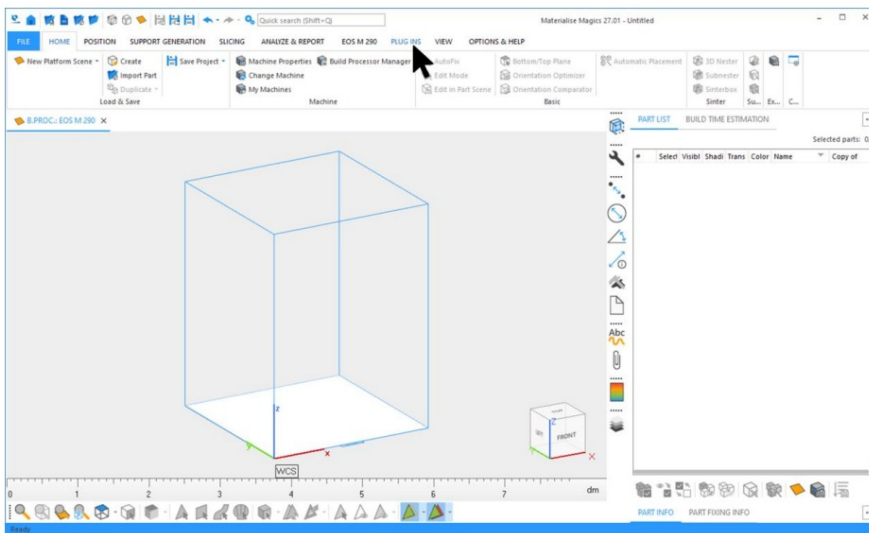 Quick search (Shift+Q)
Materialise Magics 27.01 - Untitled
FILE HOME POSITION SUPPORT GENERATION SLICING ANALYZE & REPORT EOS M 290 PLUG INS VIEW OPTIONS & HELP
New Platform Scene Create Save Project Machine Properties Build Processor Manager AutoFix Bottom/Top Plane Automatic Placement 3D Nester
Import Part Change Machine Edit Mode Orientation Optimizer Subnester
Duplicate My Machines Edit in Part Scene Orientation Comparator Sinterbox
Load & Save Machine Basic Sinter Su... Ex... C...
B.PROC.: EOS M 290
PART LIST BUILD TIME ESTIMATION
Selected parts: 0
# Select Visibl Shadi Trans Color Name Copy of
Abc
z
y
x
WCS
Z
FRONT
X
0 1 2 3 4 5 6 7 dm
PART INFO PART FIXING INFO
Ready